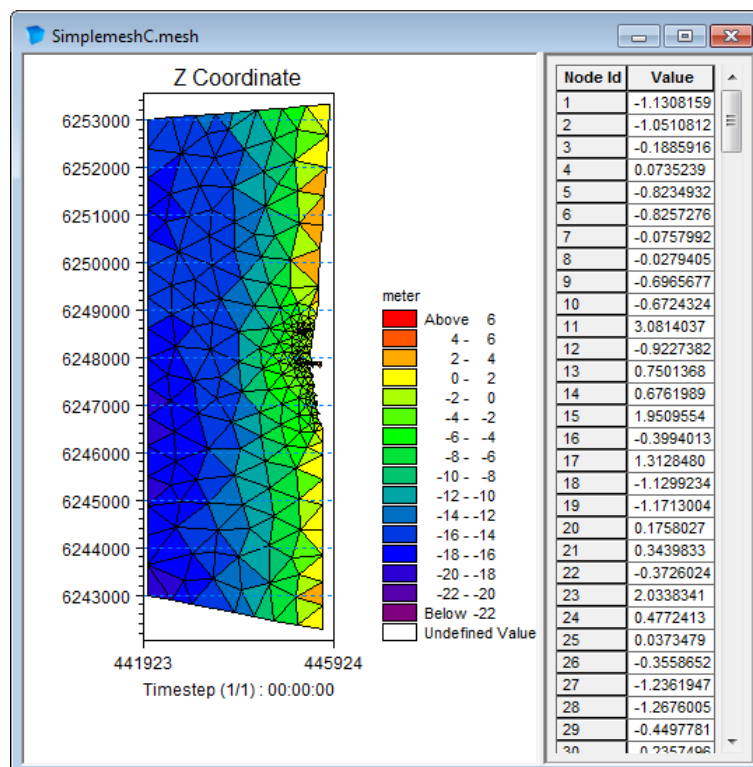 SimplemeshC.mesh
Z Coordinate
6253000
6252000
6251000
6250000
6249000
6248000
6247000
6246000
6245000
6244000
6243000
441923 445924
Timestep (1/1) : 00:00:00
meter
Above 6
4 - 6
2 - 4
0 - 2
-2 - 0
-4 - -2
-6 - -4
-8 - -6
-10 - -8
-12 - -10
-14 - -12
-16 - -14
-18 - -16
-20 - -18
-22 - -20
Below -22
Undefined Value
Node Id Value
1 -1.1308159
2 -1.0510812
3 -0.1885916
4 0.0735239
5 -0.8234932
6 -0.8257276
7 -0.0757992
8 -0.0279405
9 -0.6965677
10 -0.6724324
11 3.0814037
12 -0.9227382
13 0.7501368
14 0.6761989
15 1.9509554
16 -0.3994013
17 1.3128480
18 -1.1299234
19 -1.1713004
20 0.1758027
21 0.3439833
22 -0.3726024
23 2.0338341
24 0.4772413
25 0.0373479
26 -0.3558652
27 -1.2361947
28 -1.2676005
29 -0.4497781
30 -0.2357496